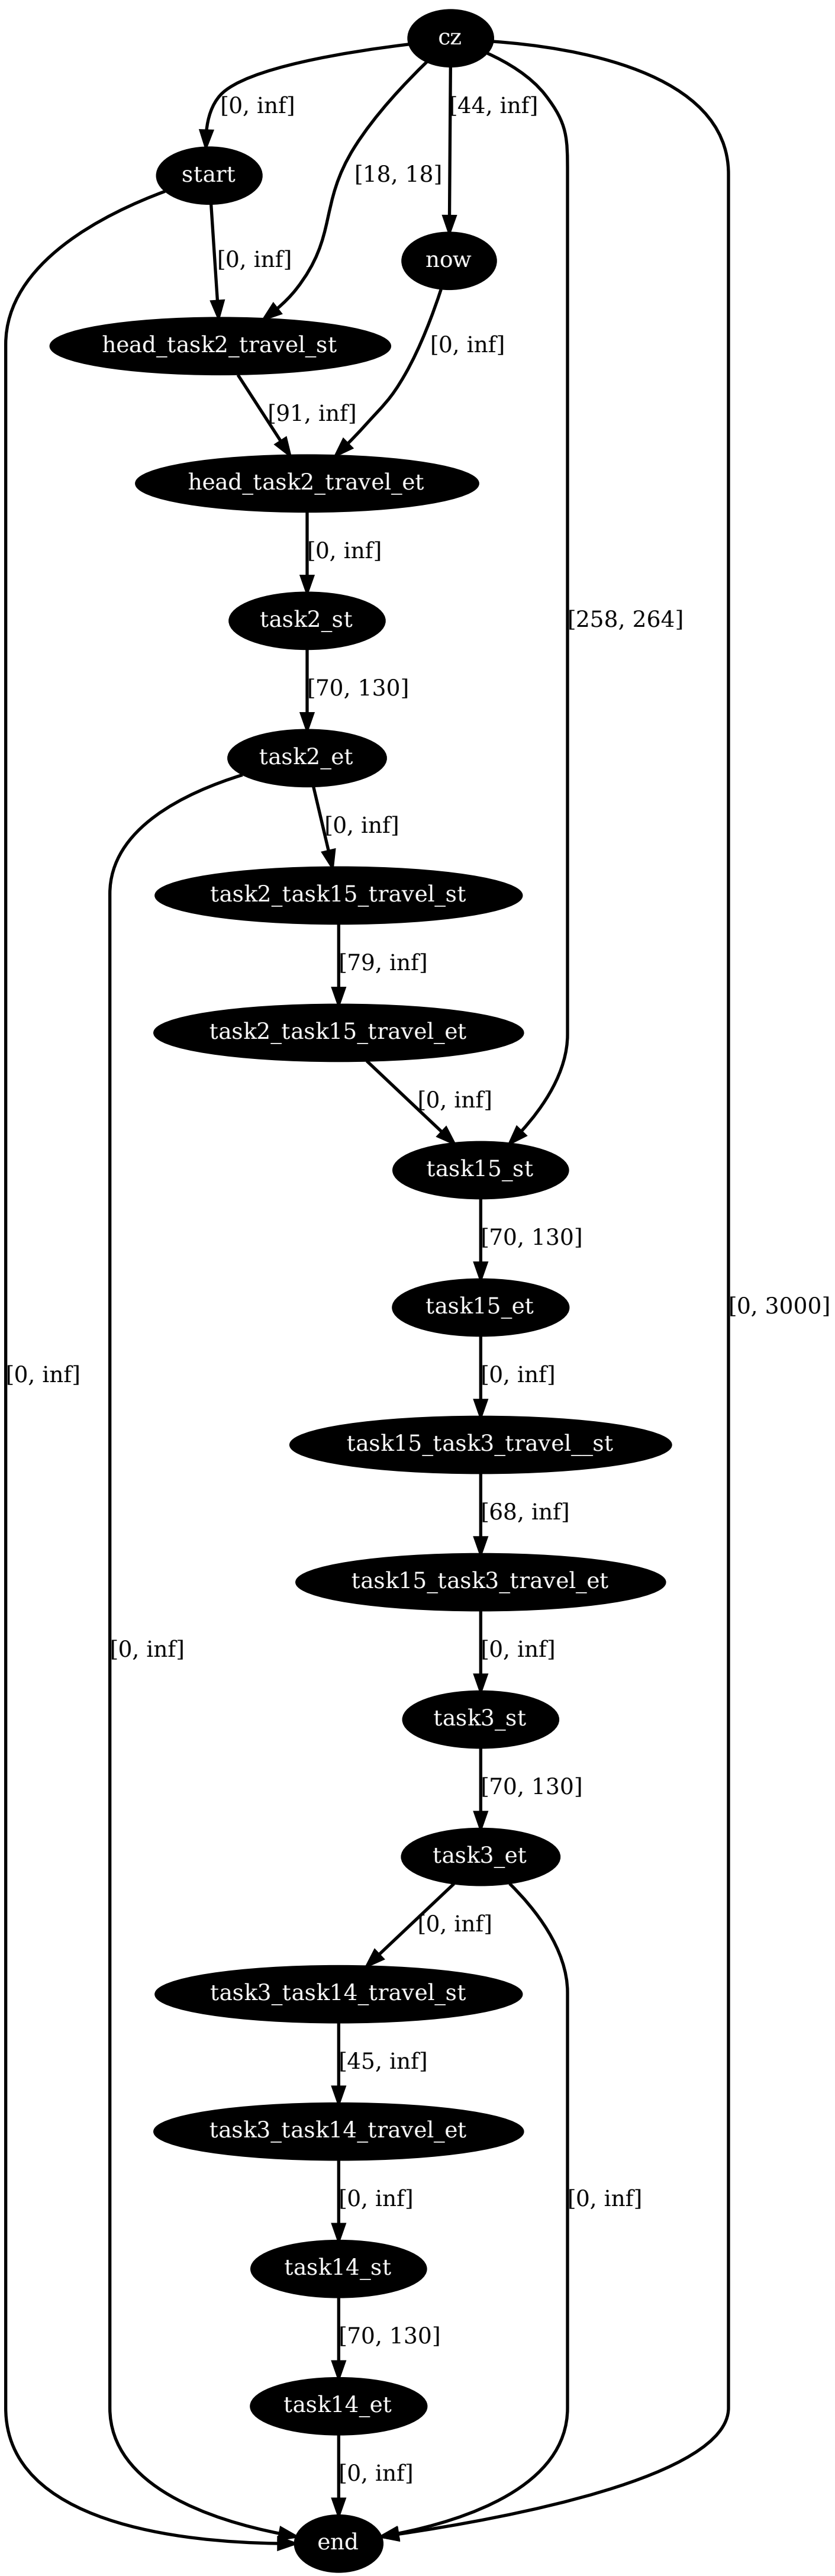 cz
[0, inf]
[44, inf]
[18, 18]
start
[0, inf]
now
head_task2_travel_st
[0, inf]
[91, inf]
head_task2_travel_et
[0, inf]
task2_st
[258, 264]
[70, 130]
task2_et
[0, inf]
task2_task15_travel_st
[79, inf]
task2_task15_travel_et
[0, inf]
task15_st
[70, 130]
task15_et
[0, 3000]
[0, inf]
[0, inf]
task15_task3_travel__st
[68, inf]
task15_task3_travel_et
[0, inf]
[0, inf]
task3_st
[70, 130]
task3_et
[0, inf]
task3_task14_travel_st
[45, inf]
task3_task14_travel_et
[0, inf]
[0, inf]
task14_st
[70, 130]
task14_et
[0, inf]
end